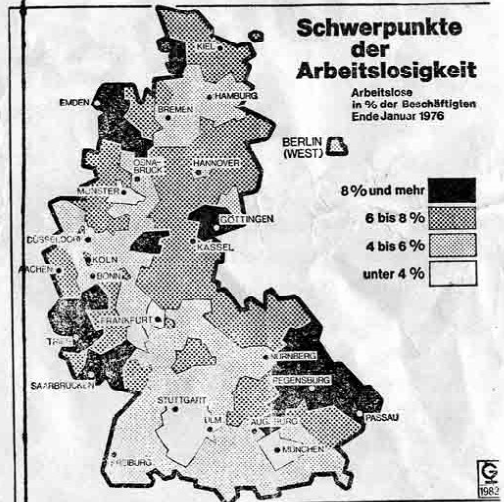 Schwerpunkte
der
Arbeitslosigkeit
Arbeitslose
in % der Beschäftigten
Ende Januar 1976
KIEL
HAMBURG
EMDEN
BREMEN
BERLIN
(WEST)
OSNA-
BRÜCK
HANNOVER
MÜNSTER
8% und mehr
6 bis 8 %
4 bis 6 %
unter 4 %
GÖTTINGEN
DÜSSELDORF
KASSEL
KÖLN
AACHEN
BONN
FRANKFURT
TRIER
NÜRNBERG
SAARBRÜCKEN
REGENSBURG
STUTTGART
PASSAU
ULM
AUGSBURG
MÜNCHEN
FREIBURG
1983